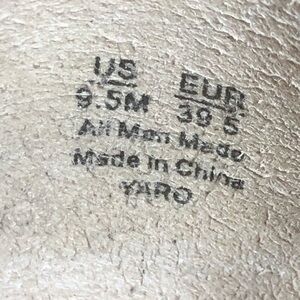 US EUR
9.5M 39.5
All Man Made
Made in China
YARO